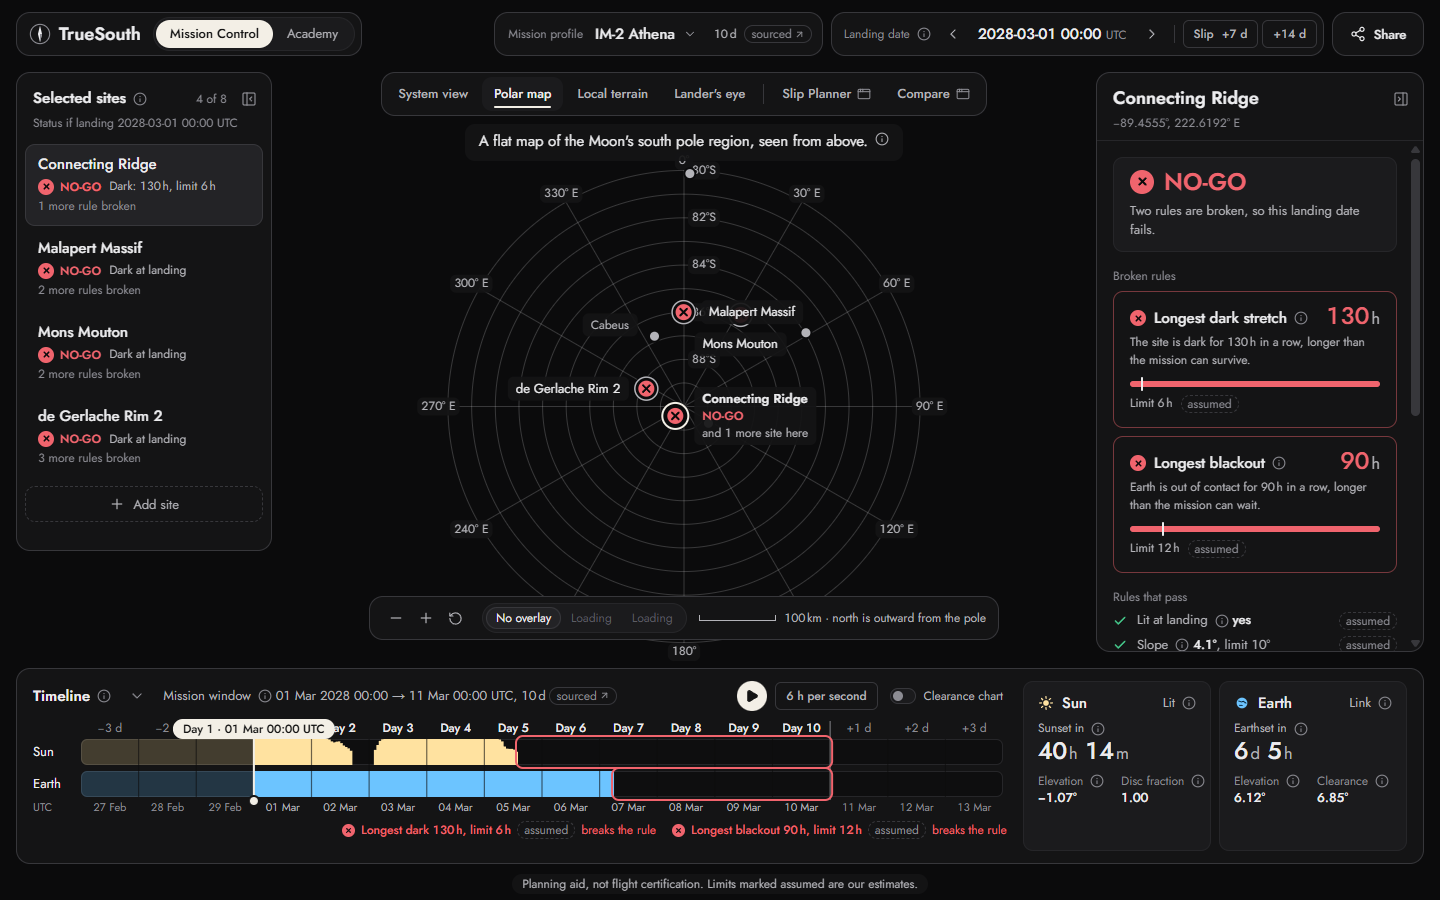 TrueSouth
Mission Control
Academy
Mission profile
IM-2 Athena
10 d
sourced ↗
Landing date
2028-03-01 00:00 UTC
Slip +7 d
+14 d
Share
Selected sites
4 of 8
Status if landing 2028-03-01 00:00 UTC
Connecting Ridge
NO-GO Dark: 130 h, limit 6 h
1 more rule broken
Malapert Massif
NO-GO Dark at landing
2 more rules broken
Mons Mouton
NO-GO Dark at landing
2 more rules broken
de Gerlache Rim 2
NO-GO Dark at landing
3 more rules broken
+ Add site
System view
Polar map
Local terrain
Lander's eye
Slip Planner
Compare
A flat map of the Moon's south pole region, seen from above.
80°S
330° E
30° E
82°S
84°S
300° E
60° E
Malapert Massif
Cabeus
Mons Mouton
88°S
de Gerlache Rim 2
Connecting Ridge
NO-GO
and 1 more site here
270° E
90° E
240° E
120° E
No overlay
Loading
Loading
100 km · north is outward from the pole
180°
Connecting Ridge
−89.4555°, 222.6192° E
NO-GO
Two rules are broken, so this landing date
fails.
Broken rules
Longest dark stretch 130 h
The site is dark for 130 h in a row, longer than
the mission can survive.
Limit 6 h assumed
Longest blackout 90 h
Earth is out of contact for 90 h in a row, longer
than the mission can wait.
Limit 12 h assumed
Rules that pass
Lit at landing yes assumed
Slope 4.1°, limit 10° assumed
Timeline
Mission window 01 Mar 2028 00:00 → 11 Mar 00:00 UTC, 10 d sourced ↗
6 h per second
Clearance chart
−3 d −2 Day 1 · 01 Mar 00:00 UTC ay 2 Day 3 Day 4 Day 5 Day 6 Day 7 Day 8 Day 9 Day 10 +1 d +2 d +3 d
Sun
Earth
UTC 27 Feb 28 Feb 29 Feb 01 Mar 02 Mar 03 Mar 04 Mar 05 Mar 06 Mar 07 Mar 08 Mar 09 Mar 10 Mar 11 Mar 12 Mar 13 Mar
Longest dark 130 h, limit 6 h assumed breaks the rule
Longest blackout 90 h, limit 12 h assumed breaks the rule
Sun Lit
Sunset in
40 h 14 m
Elevation Disc fraction
−1.07° 1.00
Earth Link
Earthset in
6 d 5 h
Elevation Clearance
6.12° 6.85°
Planning aid, not flight certification. Limits marked assumed are our estimates.